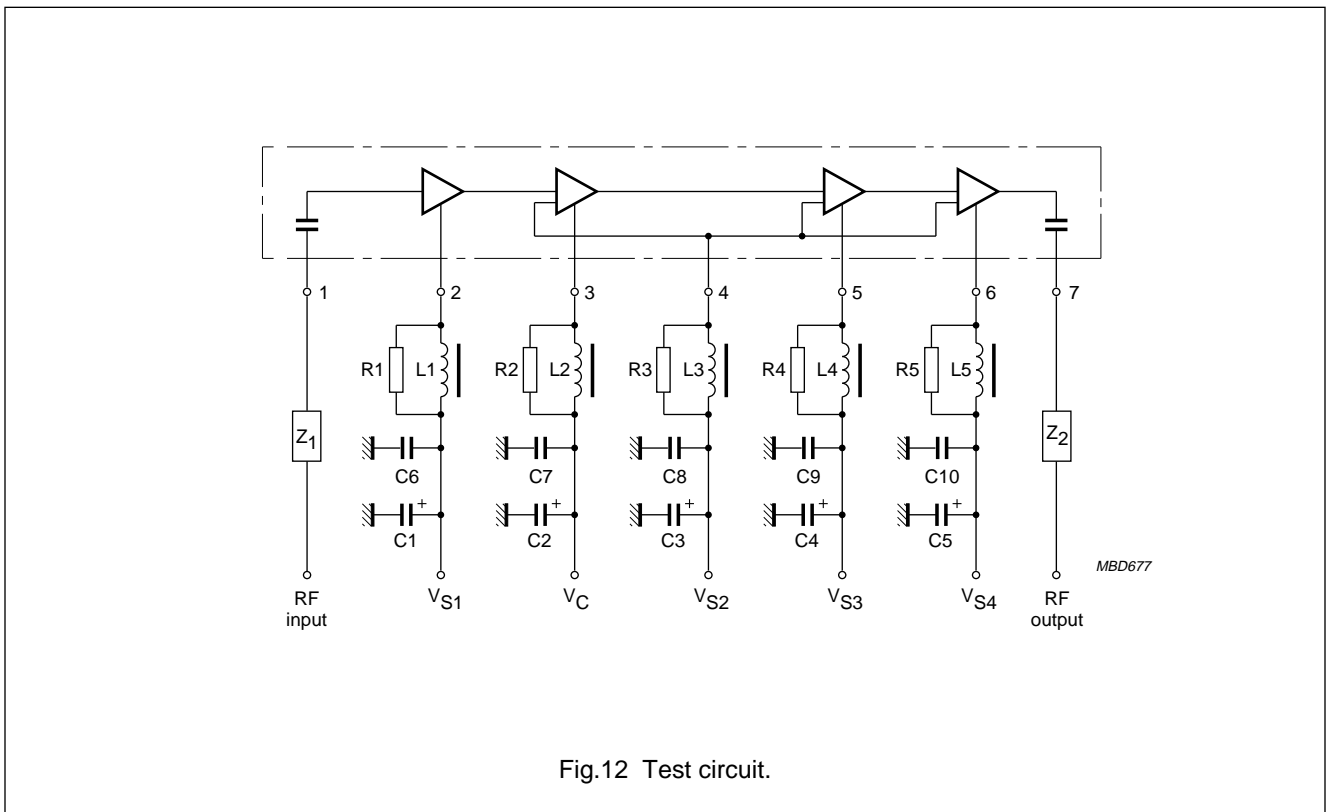 1 2 3 4 5 6 7
R1 L1 R2 L2 R3 L3 R4 L4 R5 L5
Z1 Z2
C6 C7 C8 C9 C10
+ + + + +
C1 C2 C3 C4 C5
MBD677
RF input VS1 VC VS2 VS3 VS4 RF output
Fig.12 Test circuit.